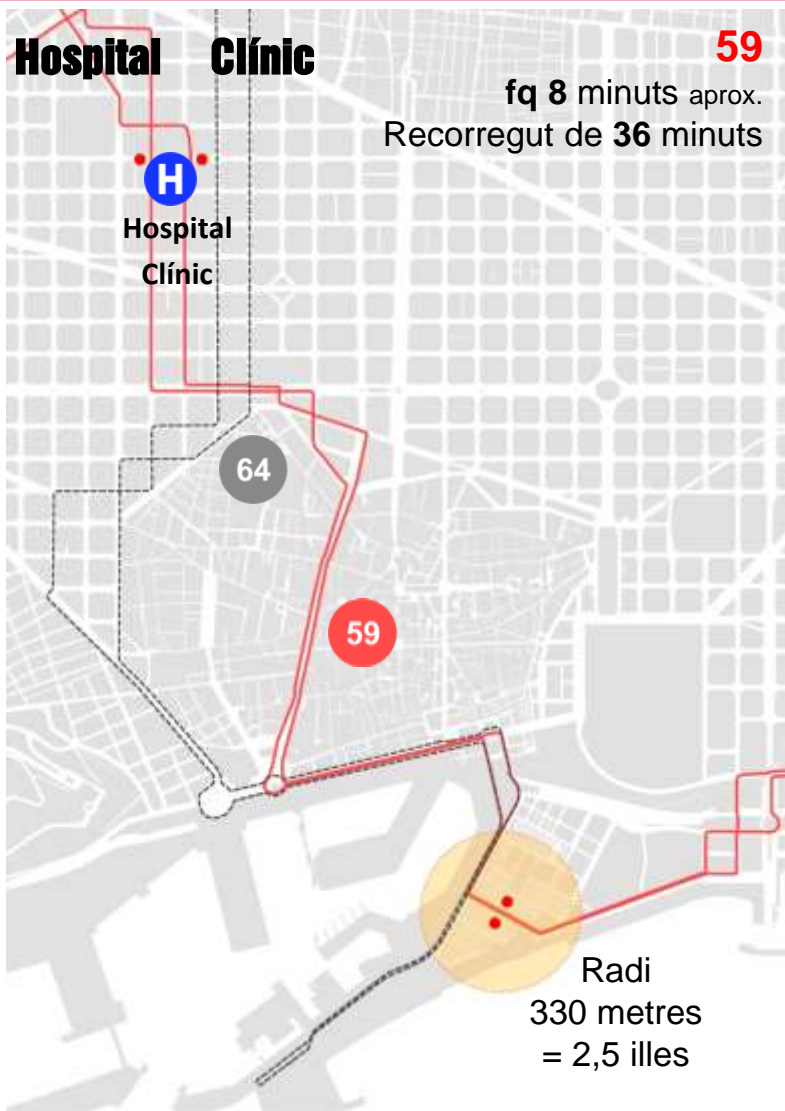 Hospital Clínic
59
fq 8 minuts aprox.
Recorregut de 36 minuts
H
Hospital
Clínic
64
59
Radi
330 metres
= 2,5 illes